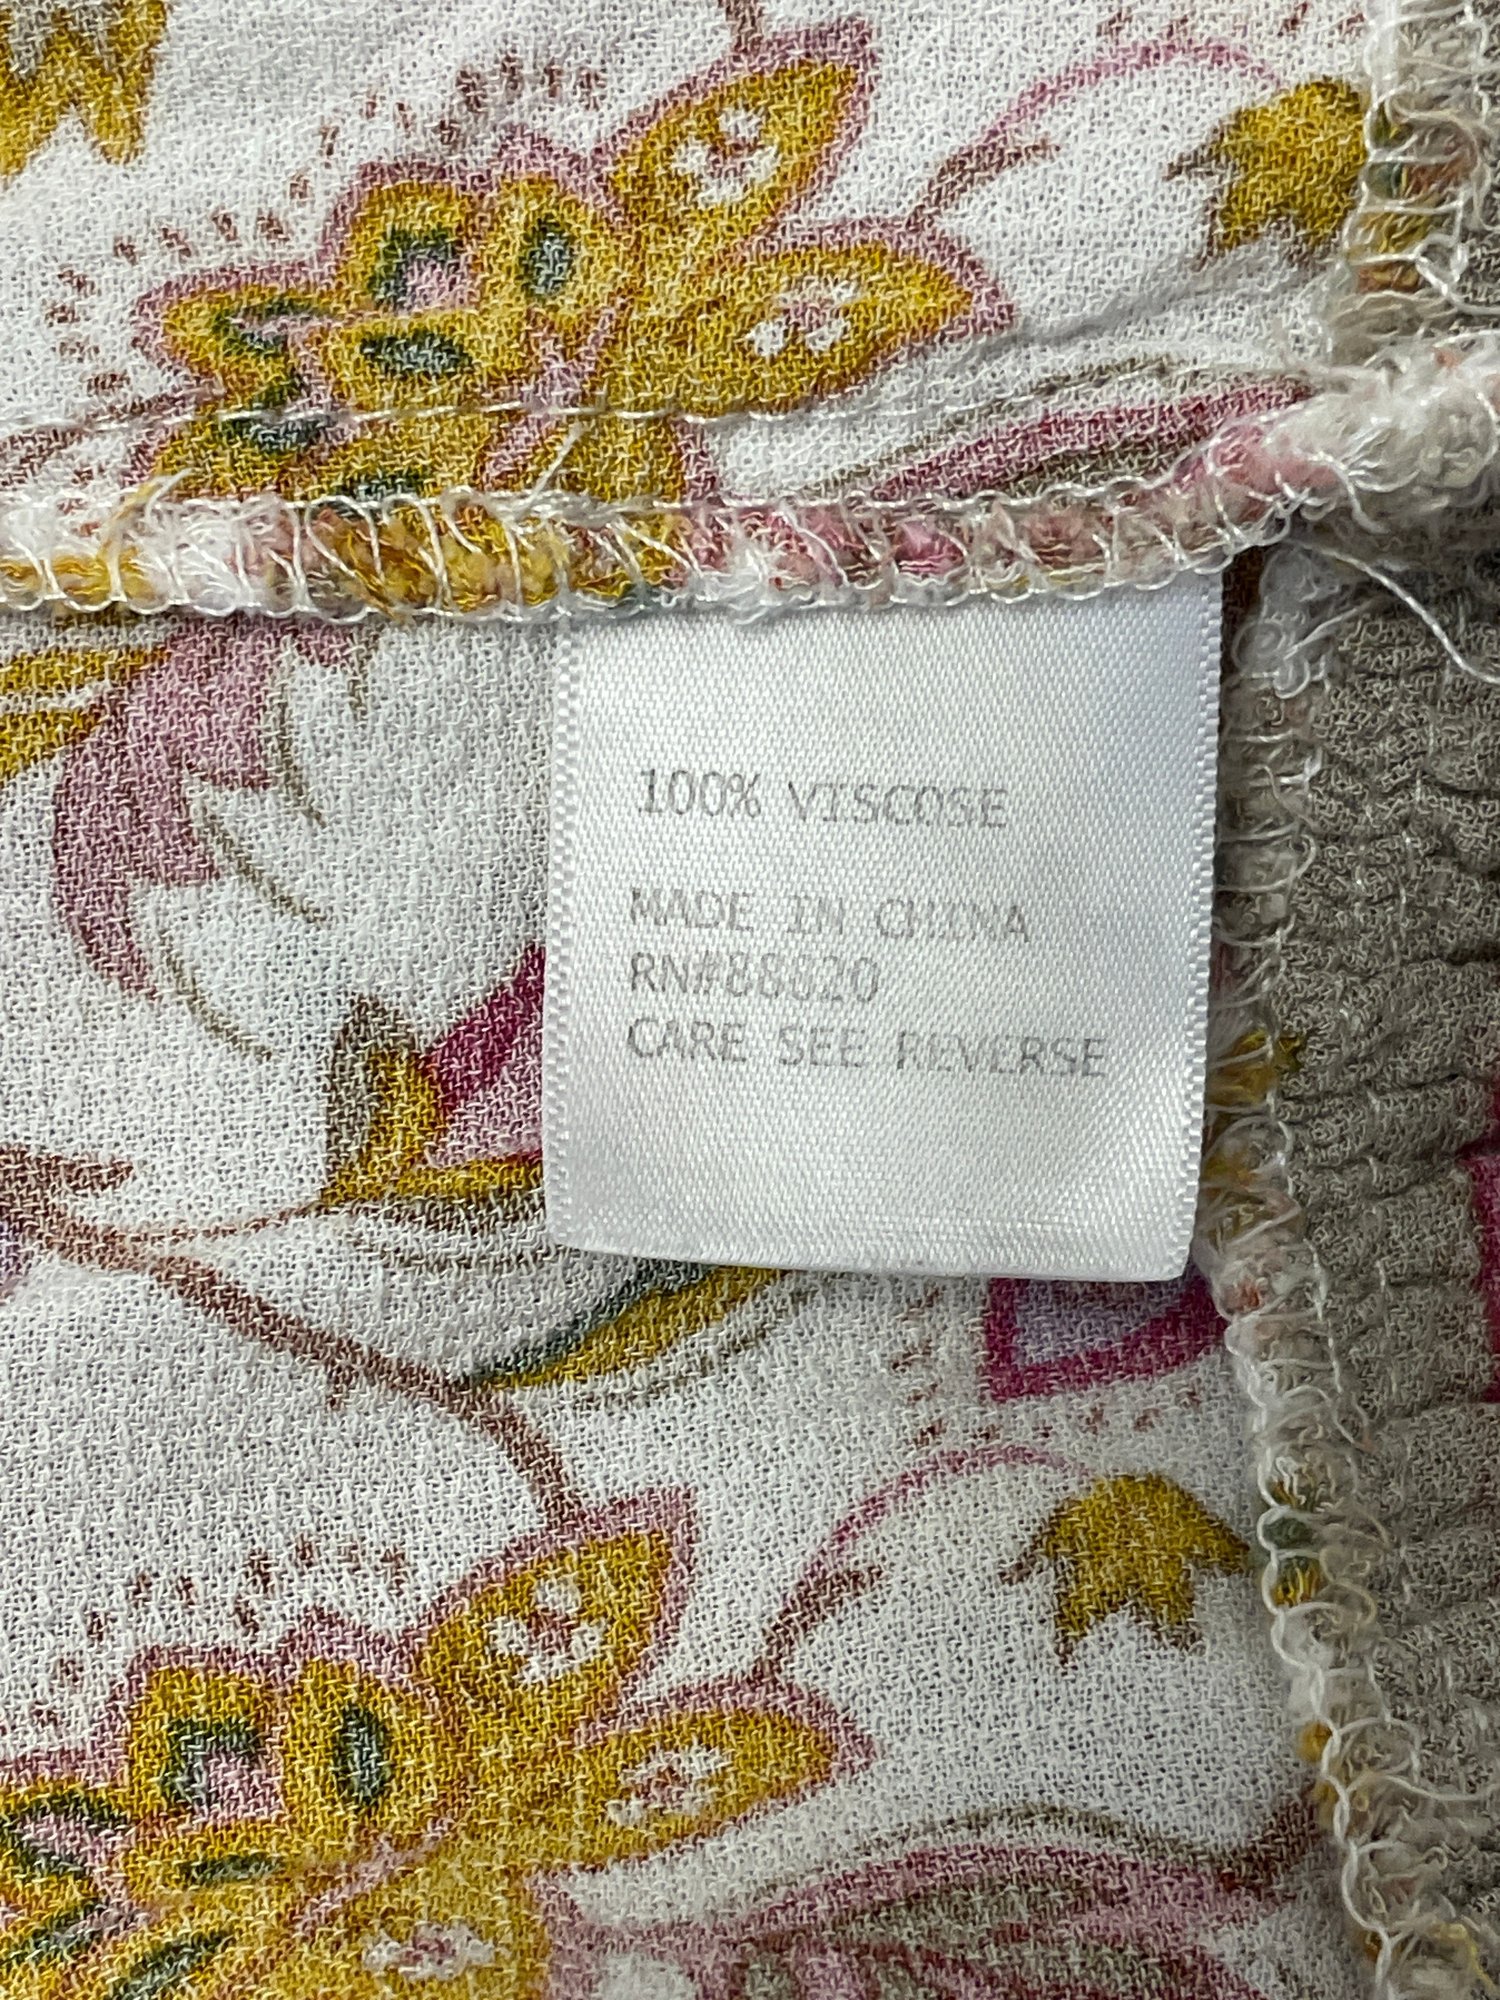 100% VISCOSE
MADE IN CHINA
RN#88820
CARE SEE REVERSE